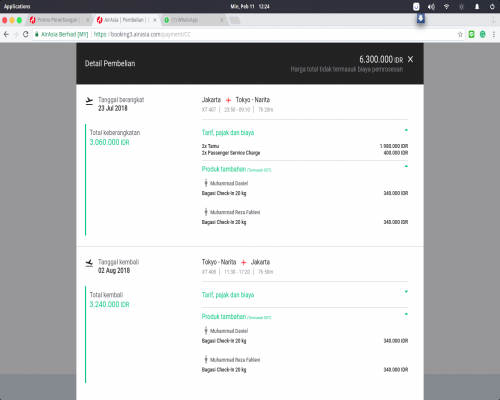 Applications
Min, Peb 11 12:24
Promo Penerbangan |
AirAsia | Pembelian |
(1) WhatsApp
AirAsia Berhad [MY] | https://booking3.airasia.com/payment/CC
Detail Pembelian
6.300.000 IDR X
Harga total tidak termasuk biaya pemrosesan
Tanggal berangkat
23 Jul 2018
Jakarta Tokyo - Narita
XT-407 | 23:50 - 09:10 | 7h 20m
Total keberangkatan
3.060.000 IDR
Tarif, pajak dan biaya
2x Tamu 1.980.000 IDR
2x Passenger Service Charge 400.000 IDR
Produk tambahan (Termasuk GST)
Muhammad Daniel
Bagasi Check-In 20 kg 340.000 IDR
Muhammad Reza Fahlevi
Bagasi Check-In 20 kg 340.000 IDR
Tanggal kembali
02 Aug 2018
Tokyo - Narita Jakarta
XT-408 | 11:30 - 17:20 | 7h 50m
Total kembali
3.240.000 IDR
Tarif, pajak dan biaya
Produk tambahan (Termasuk GST)
Muhammad Daniel
Bagasi Check-In 20 kg 340.000 IDR
Muhammad Reza Fahlevi
Bagasi Check-In 20 kg 340.000 IDR